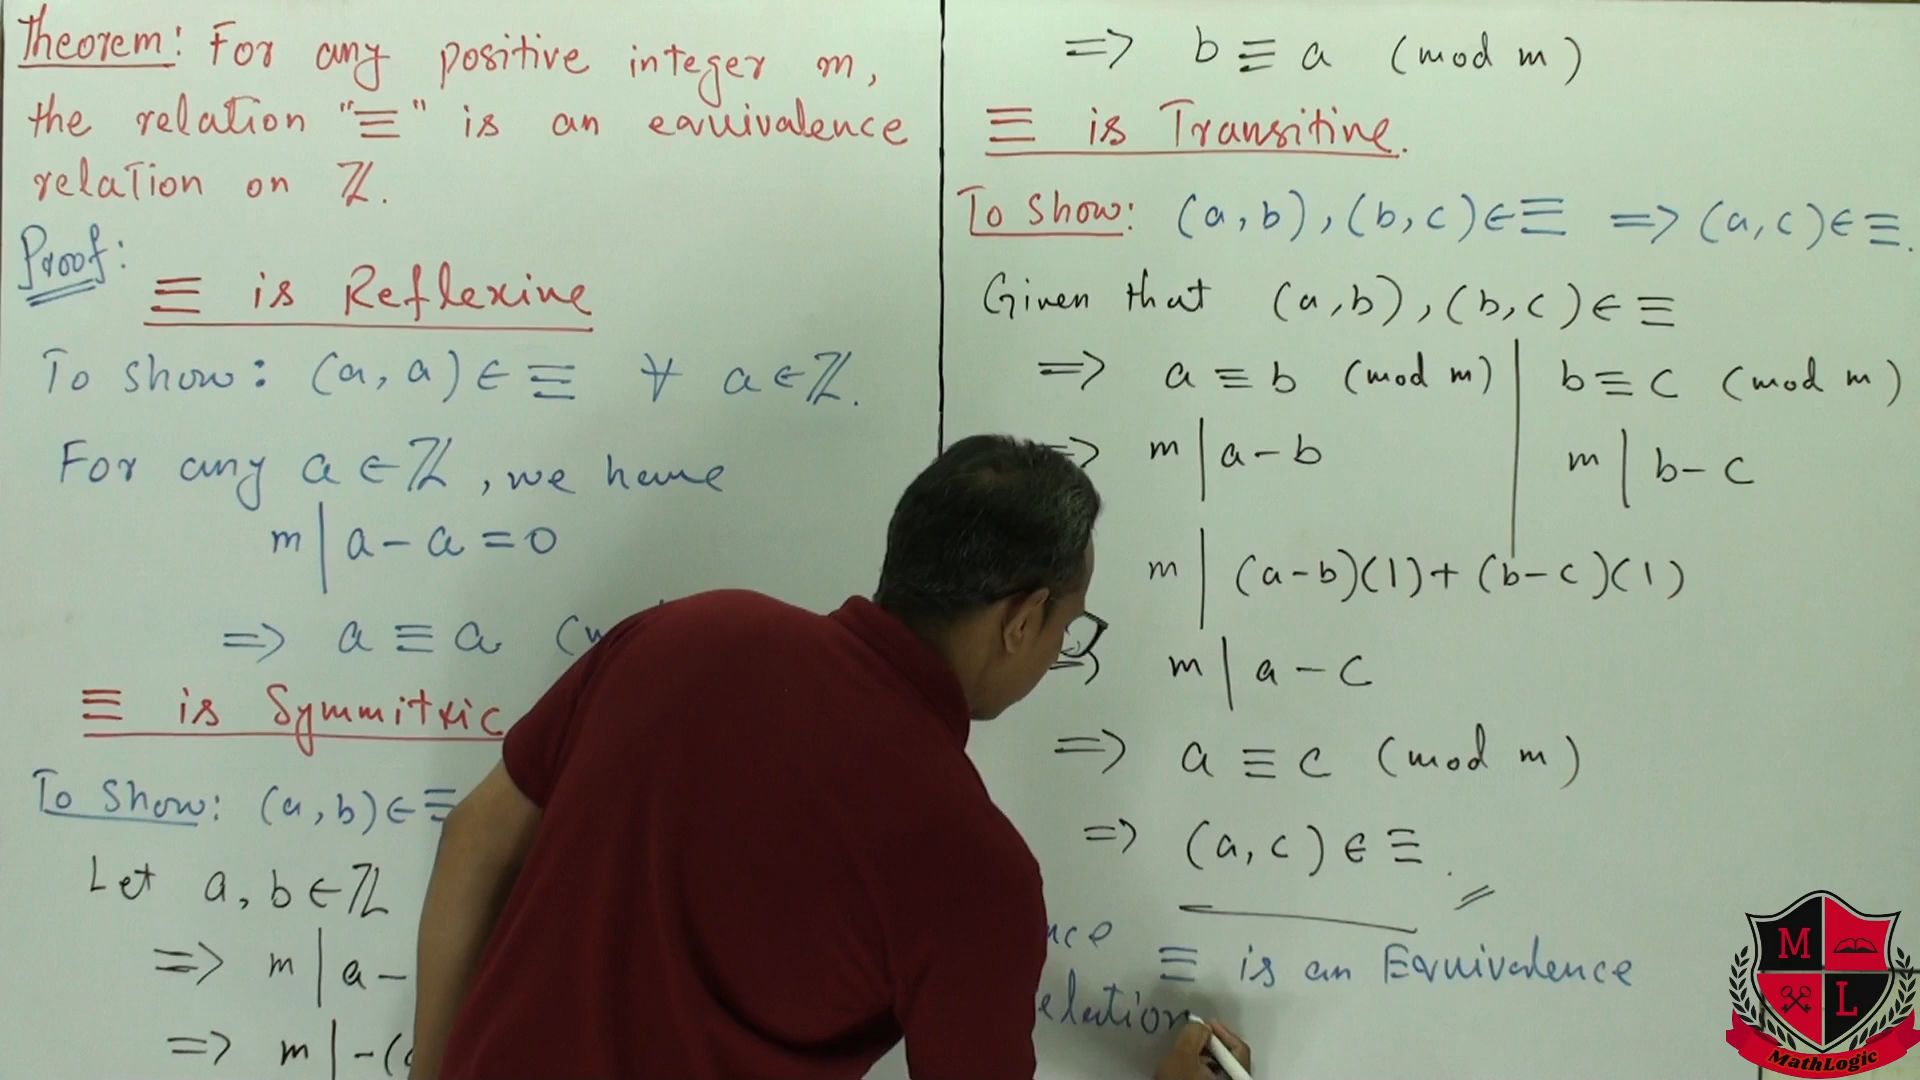 Theorem: For any positive integer m,
the relation "≡" is an equivalence
relation on ℤ.
Proof:
≡ is Reflexive
To show: (a, a) ∈ ≡ ∀ a ∈ ℤ.
For any a ∈ ℤ, we have
m | a - a = 0
=> a ≡ a
≡ is Symmitric
To Show: (a, b) ∈ ≡
Let a, b ∈ ℤ
=> m | a -
=> m | -(
=> b ≡ a (mod m)
≡ is Transitive.
To Show: (a, b), (b, c) ∈ ≡ => (a, c) ∈ ≡.
Given that (a, b), (b, c) ∈ ≡
=> a ≡ b (mod m) | b ≡ c (mod m)
=> m | a - b m | b - c
m | (a-b)(1) + (b-c)(1)
=> m | a - c
=> a ≡ c (mod m)
=> (a, c) ∈ ≡.
≡ is an Equivalence
M
L
MathLogic